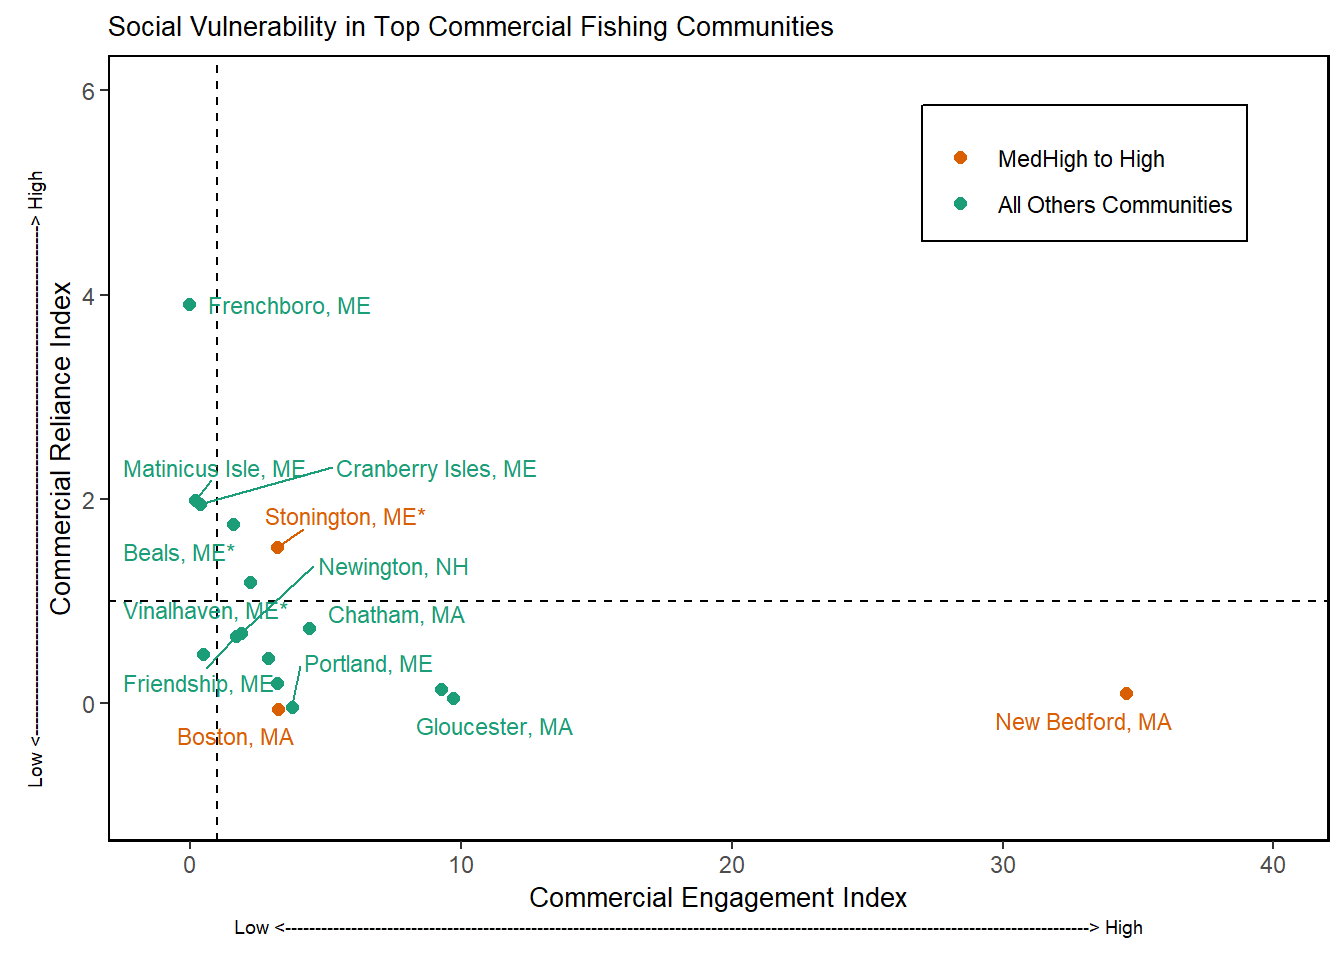 Social Vulnerability in Top Commercial Fishing Communities
6
MedHigh to High
All Others Communities
4
Frenchboro, ME
Matinicus Isle, ME
Cranberry Isles, ME
2
Stonington, ME*
Beals, ME*
Newington, NH
Vinalhaven, ME*
Chatham, MA
Portland, ME
Friendship, ME
0
New Bedford, MA
Gloucester, MA
Boston, MA
Commercial Reliance Index
Low <--------------------------------------------------> High
0 10 20 30 40
Commercial Engagement Index
Low <--------------------------------------------------------------------------------------------------------------------------------------> High